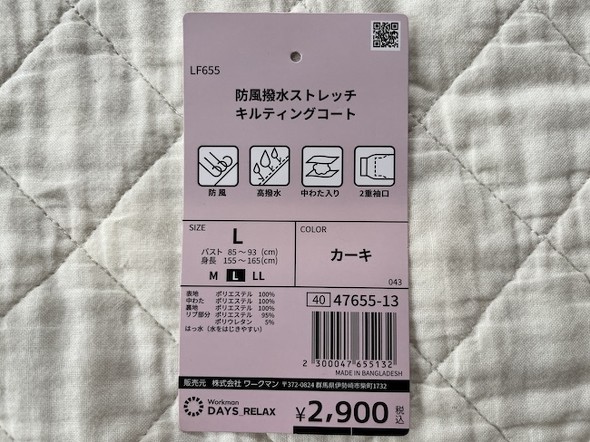 LF655
防風撥水ストレッチ
キルティングコート
防風 高撥水 中わた入り 2重袖口
SIZE
L
バスト 85～93 (cm)
身長 155～165(cm)
M L LL
COLOR
カーキ
043
表地 ポリエステル 100%
中わた ポリエステル 100%
裏地 ポリエステル 100%
リブ部分 ポリエステル 95%
ポリウレタン 5%
はっ水（水をはじきやすい）
40 47655-13
2 300047 655132
MADE IN BANGLADESH
販売元 株式会社 ワークマン 〒372-0824 群馬県伊勢崎市柴町1732
Workman
DAYS_RELAX
¥2,900 税込